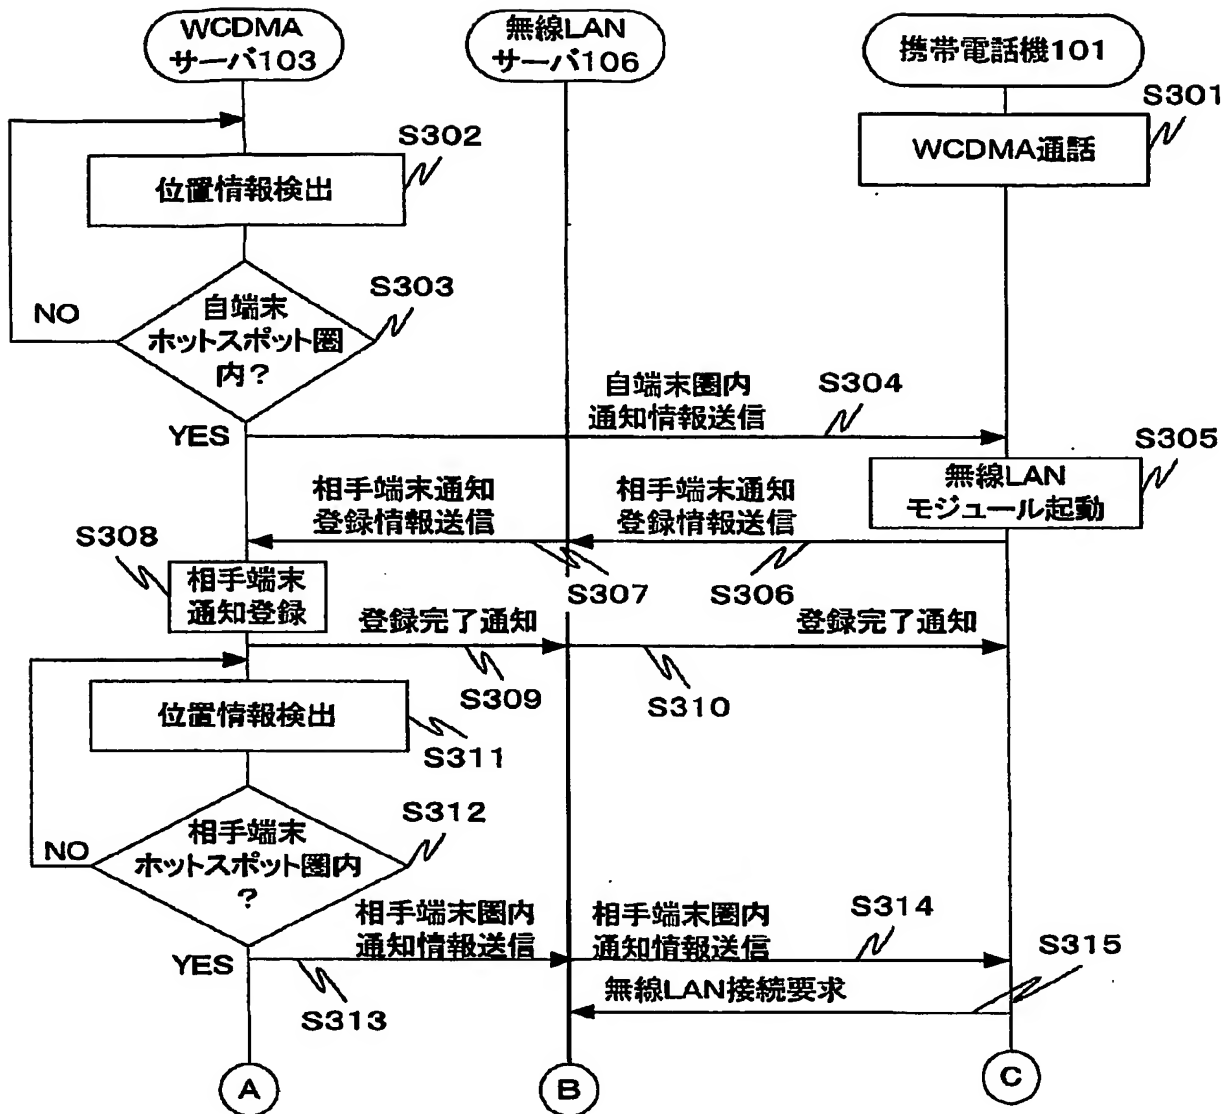 WCDMA
サーバ103
無線LAN
サーバ106
携帯電話機101
S301
WCDMA通話
S302
位置情報検出
S303
自端末
ホットスポット圏
内?
NO
YES
自端末圏内
通知情報送信
S304
S305
無線LAN
モジュール起動
相手端末通知
登録情報送信
相手端末通知
登録情報送信
S307
S306
S308
相手端末
通知登録
登録完了通知
登録完了通知
S309
S310
位置情報検出
S311
S312
相手端末
ホットスポット圏内
?
NO
YES
相手端末圏内
通知情報送信
相手端末圏内
通知情報送信
S314
S313
S315
無線LAN接続要求
A
B
C